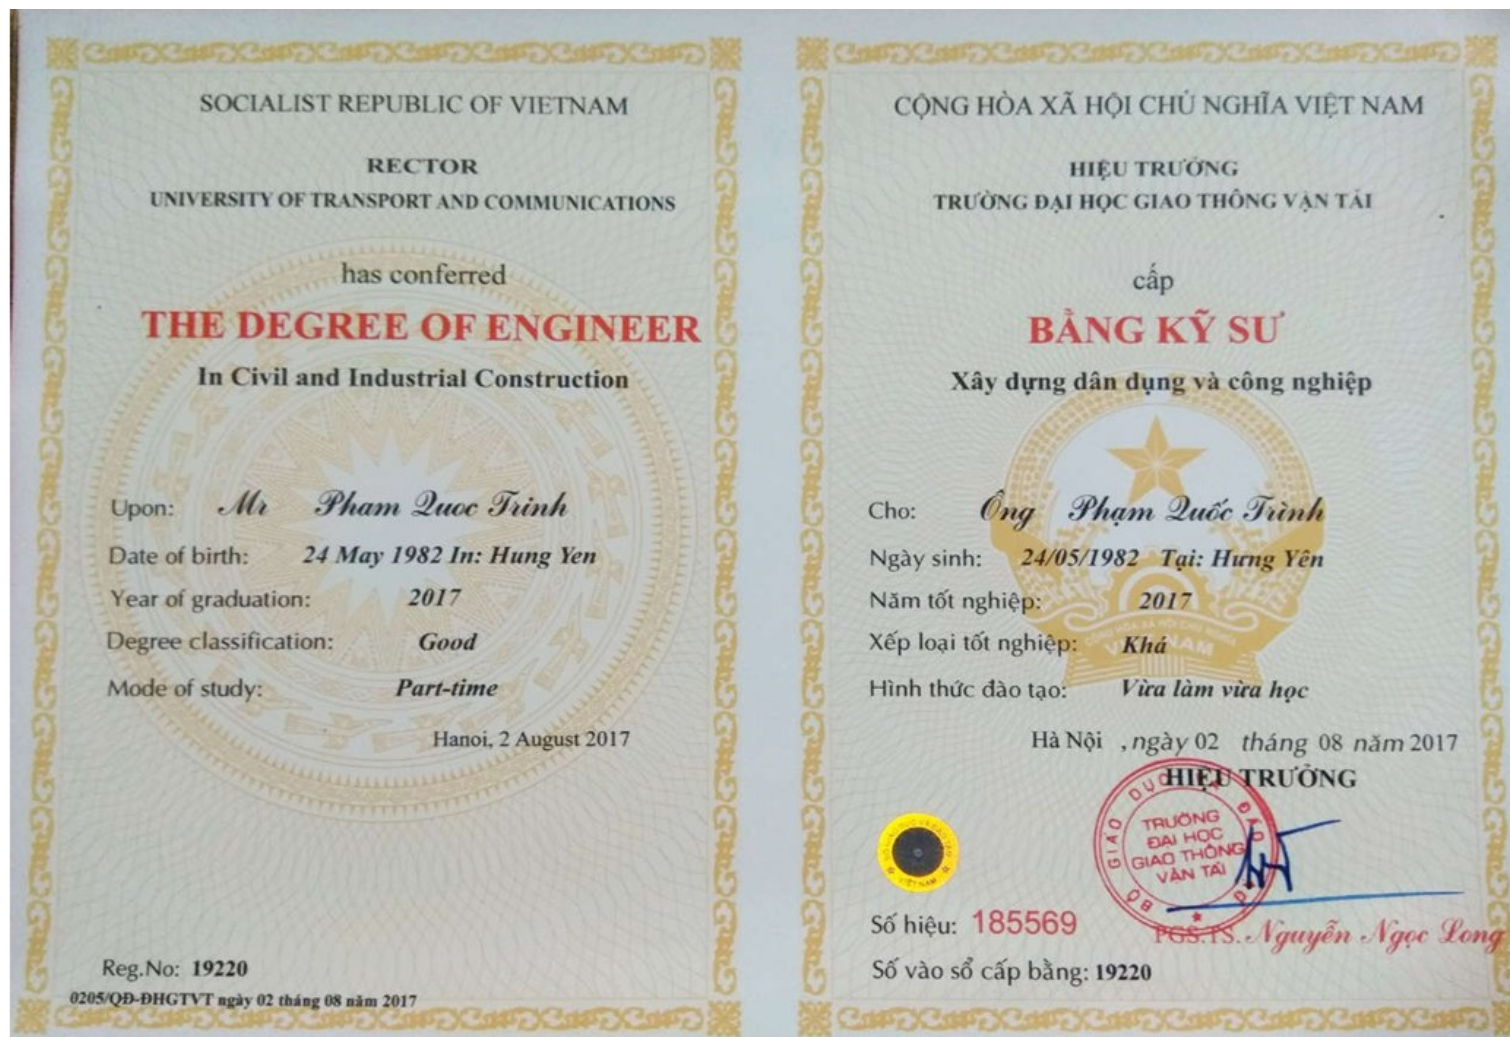 SOCIALIST REPUBLIC OF VIETNAM
RECTOR
UNIVERSITY OF TRANSPORT AND COMMUNICATIONS
has conferred
THE DEGREE OF ENGINEER
In Civil and Industrial Construction
Upon: Mr Pham Quoc Trinh
Date of birth: 24 May 1982 In: Hung Yen
Year of graduation: 2017
Degree classification: Good
Mode of study: Part-time
Hanoi, 2 August 2017
Reg.No: 19220
0205/QĐ-ĐHGTVT ngày 02 tháng 08 năm 2017
CỘNG HÒA XÃ HỘI CHỦ NGHĨA VIỆT NAM
HIỆU TRƯỞNG
TRƯỜNG ĐẠI HỌC GIAO THÔNG VẬN TẢI
cấp
BẰNG KỸ SƯ
Xây dựng dân dụng và công nghiệp
Cho: Ông Phạm Quốc Trình
Ngày sinh: 24/05/1982 Tại: Hưng Yên
Năm tốt nghiệp: 2017
Xếp loại tốt nghiệp: Khá
Hình thức đào tạo: Vừa làm vừa học
Hà Nội , ngày 02 tháng 08 năm 2017
HIỆU TRƯỞNG
BỘ GIÁO DỤC ĐÀO
TRƯỜNG
ĐẠI HỌC
GIAO THÔNG
VẬN TẢI
VIỆT NAM
Số hiệu: 185569
PGS.TS. Nguyễn Ngọc Long
Số vào sổ cấp bằng: 19220